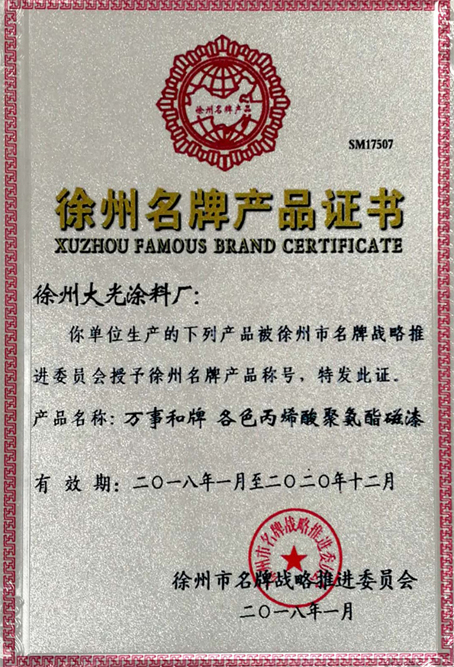 徐州名牌产品
SM17507
徐州名牌产品证书
XUZHOU FAMOUS BRAND CERTIFICATE
徐州大光涂料厂：
你单位生产的下列产品被徐州市名牌战略推
进委员会授予徐州名牌产品称号，特发此证。
产品名称：万事和牌 各色丙烯酸聚氨酯磁漆
有效期：二〇一八年一月至二〇二〇年十二月
徐州市名牌战略推进委员会
徐州市名牌战略推进委员会
二〇一八年一月